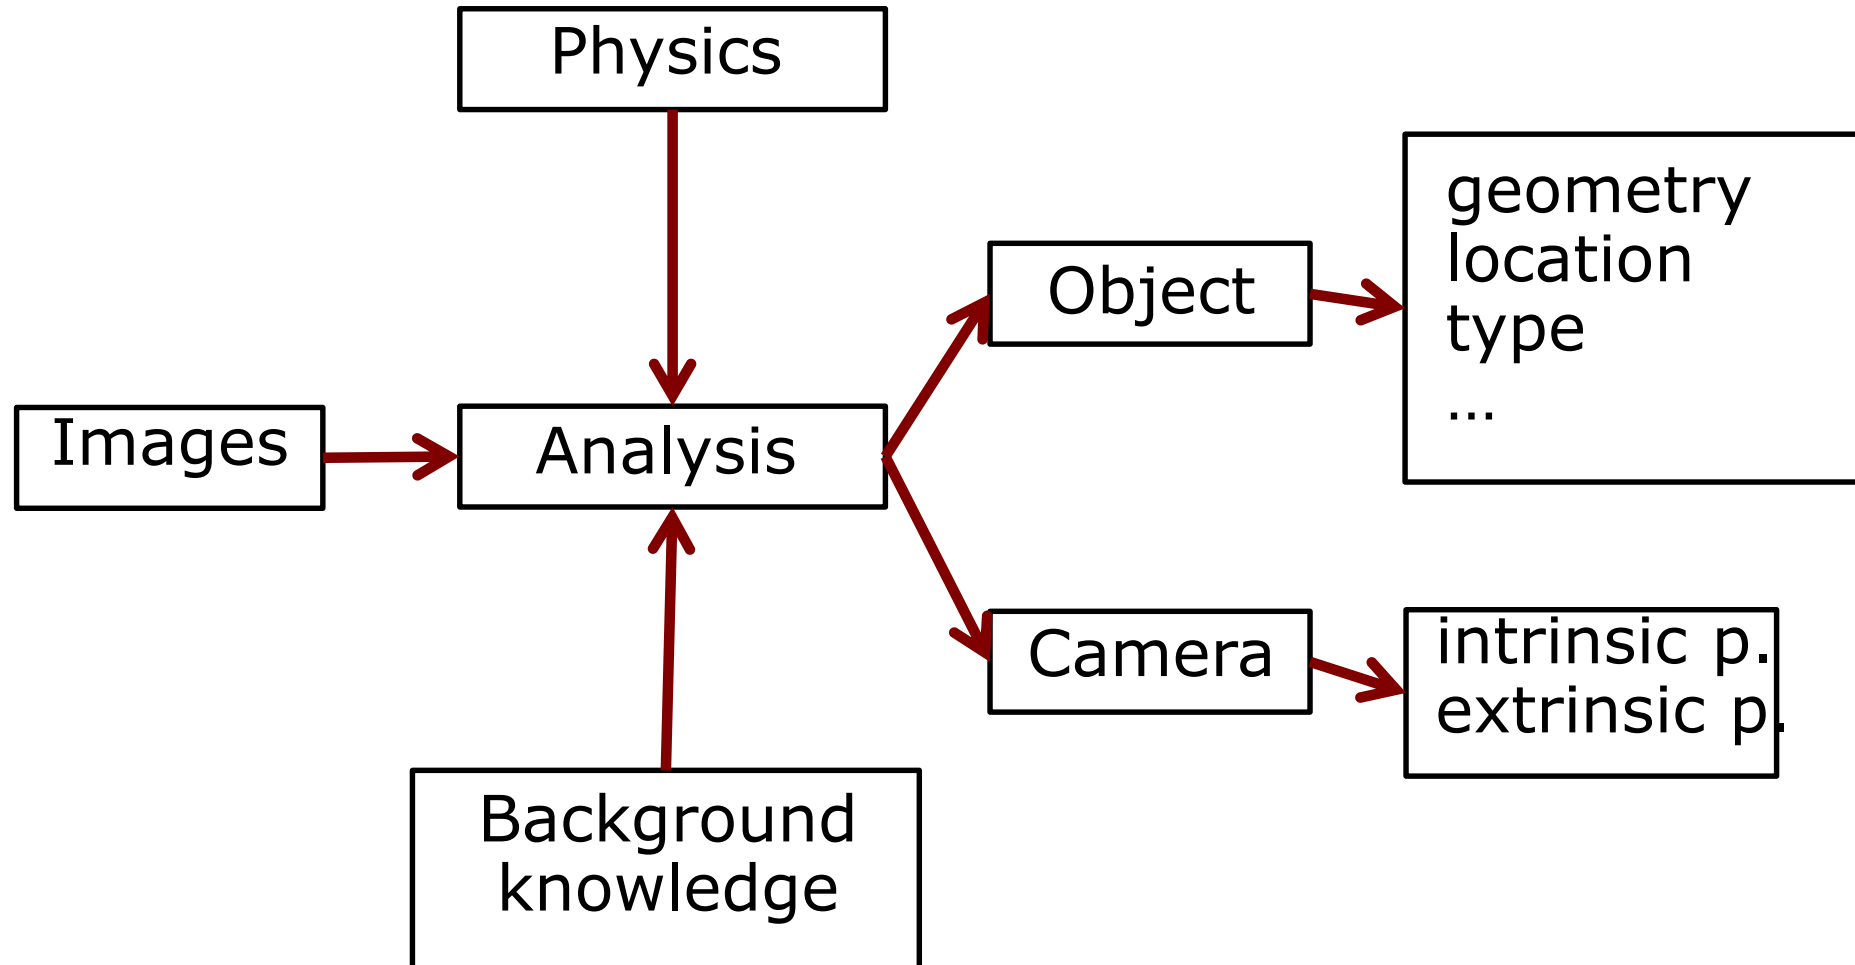 Physics
geometry
location
type
...
Object
Images
Analysis
Camera
intrinsic p.
extrinsic p.
Background
knowledge